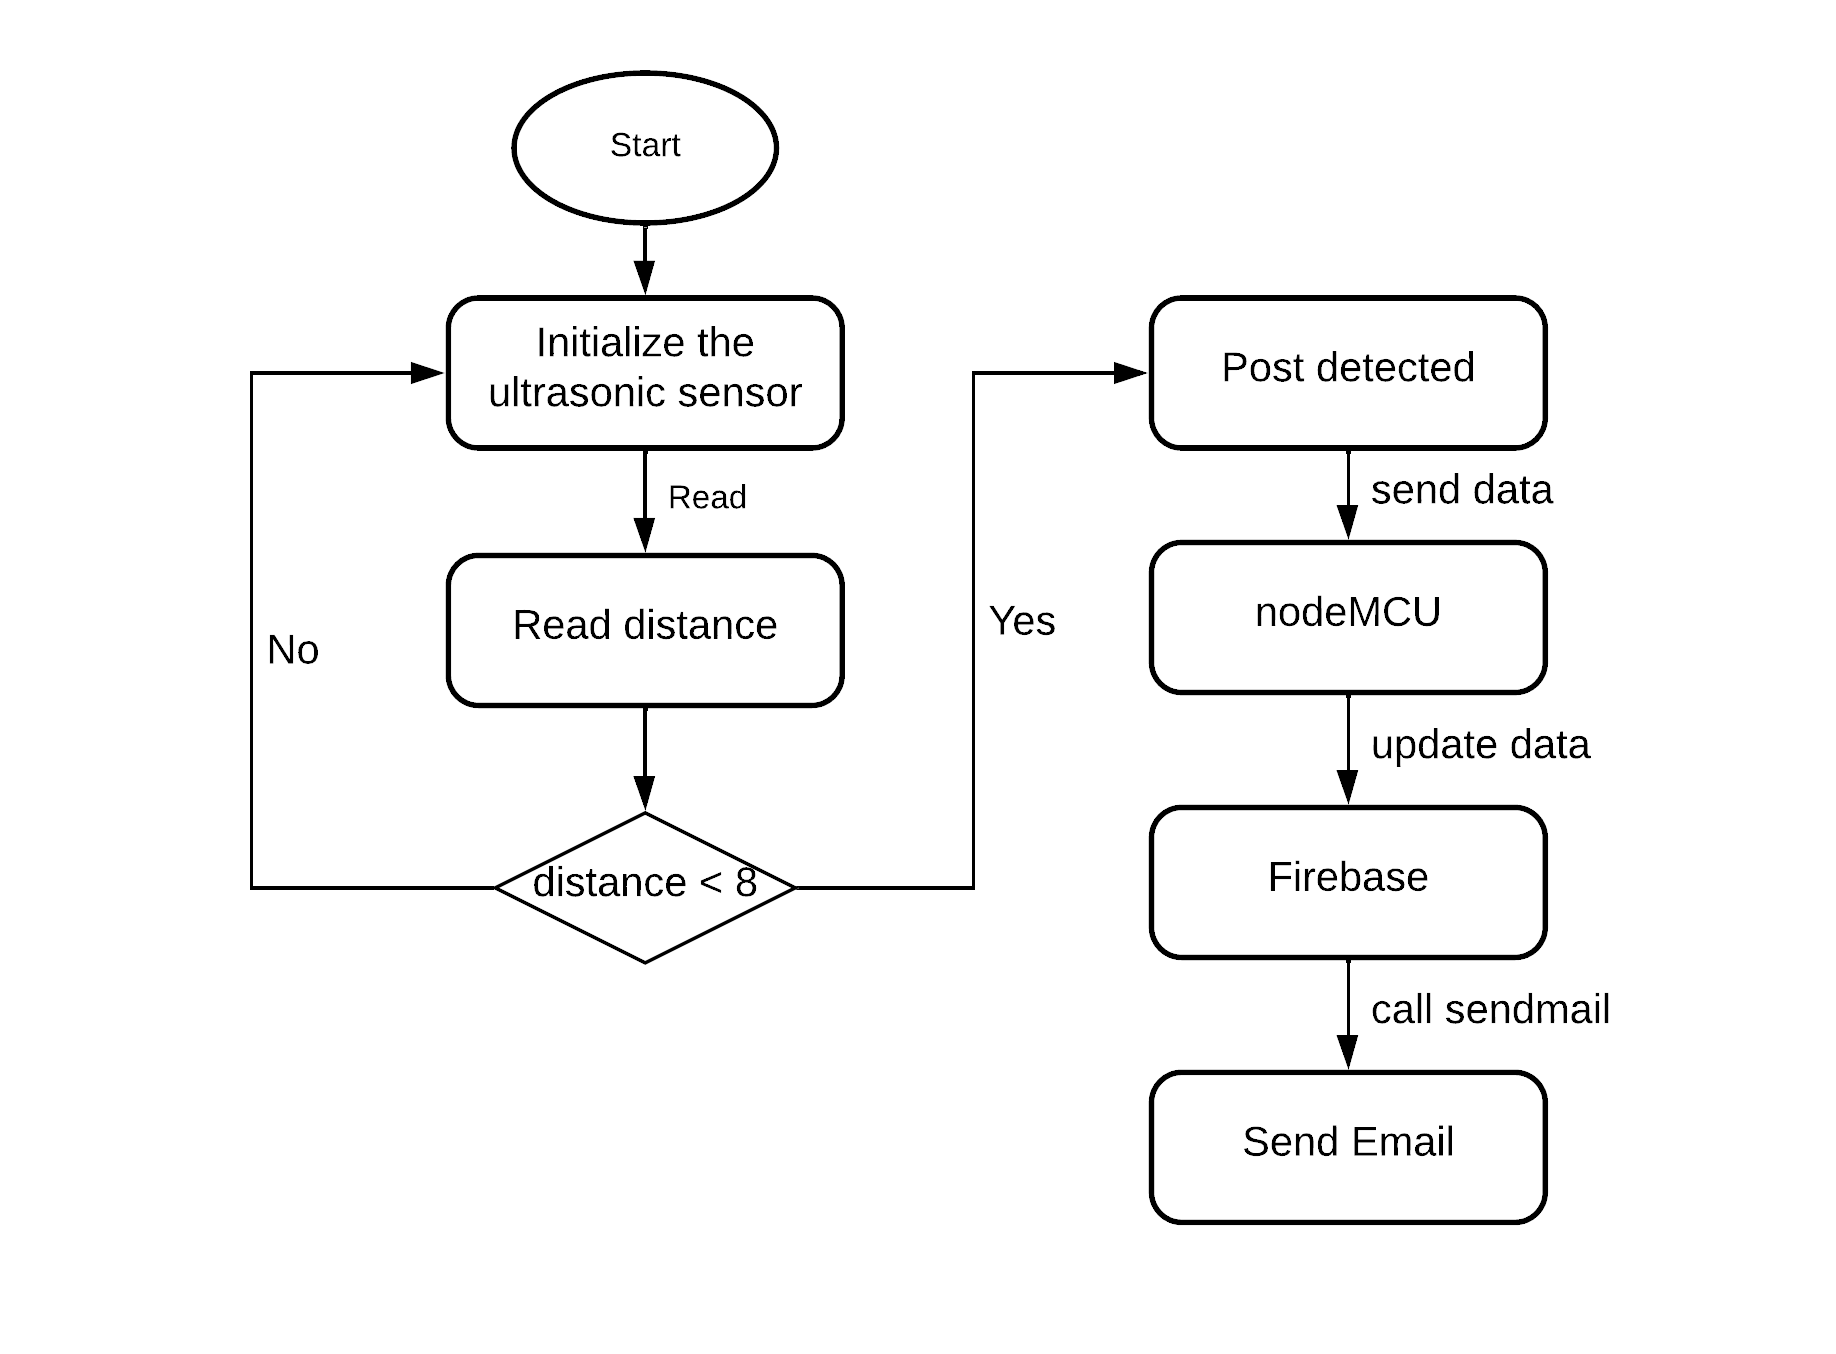 Start
Initialize the
ultrasonic sensor
Read
Read distance
No
distance < 8
Yes
Post detected
send data
nodeMCU
update data
Firebase
call sendmail
Send Email